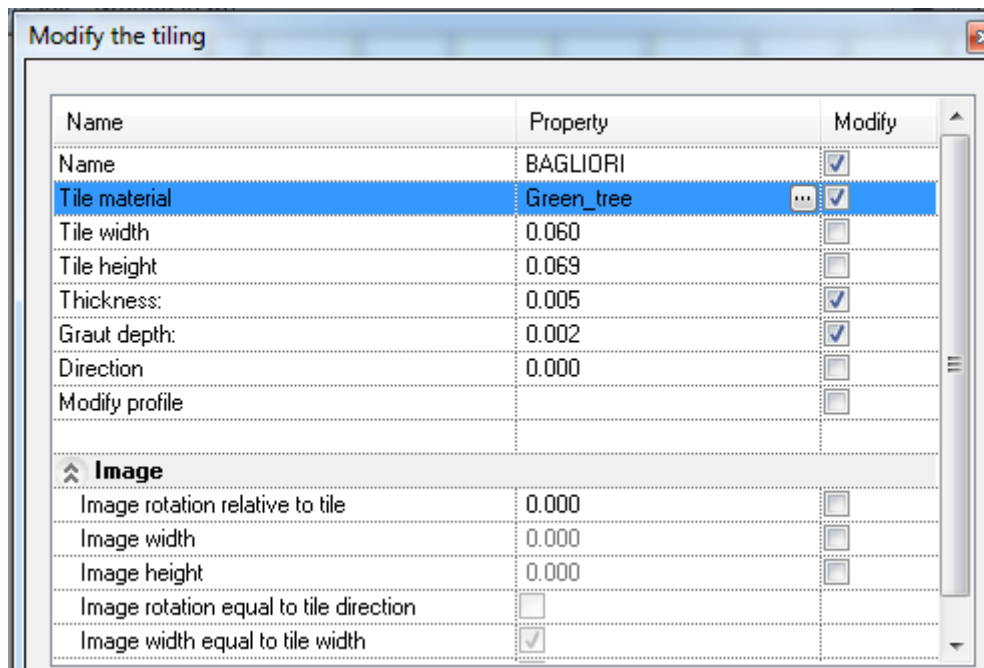 Modify the tiling
Name Property Modify
Name BAGLIORI
Tile material Green_tree ...
Tile width 0.060
Tile height 0.069
Thickness: 0.005
Graut depth: 0.002
Direction 0.000
Modify profile
Image
Image rotation relative to tile 0.000
Image width 0.000
Image height 0.000
Image rotation equal to tile direction
Image width equal to tile width